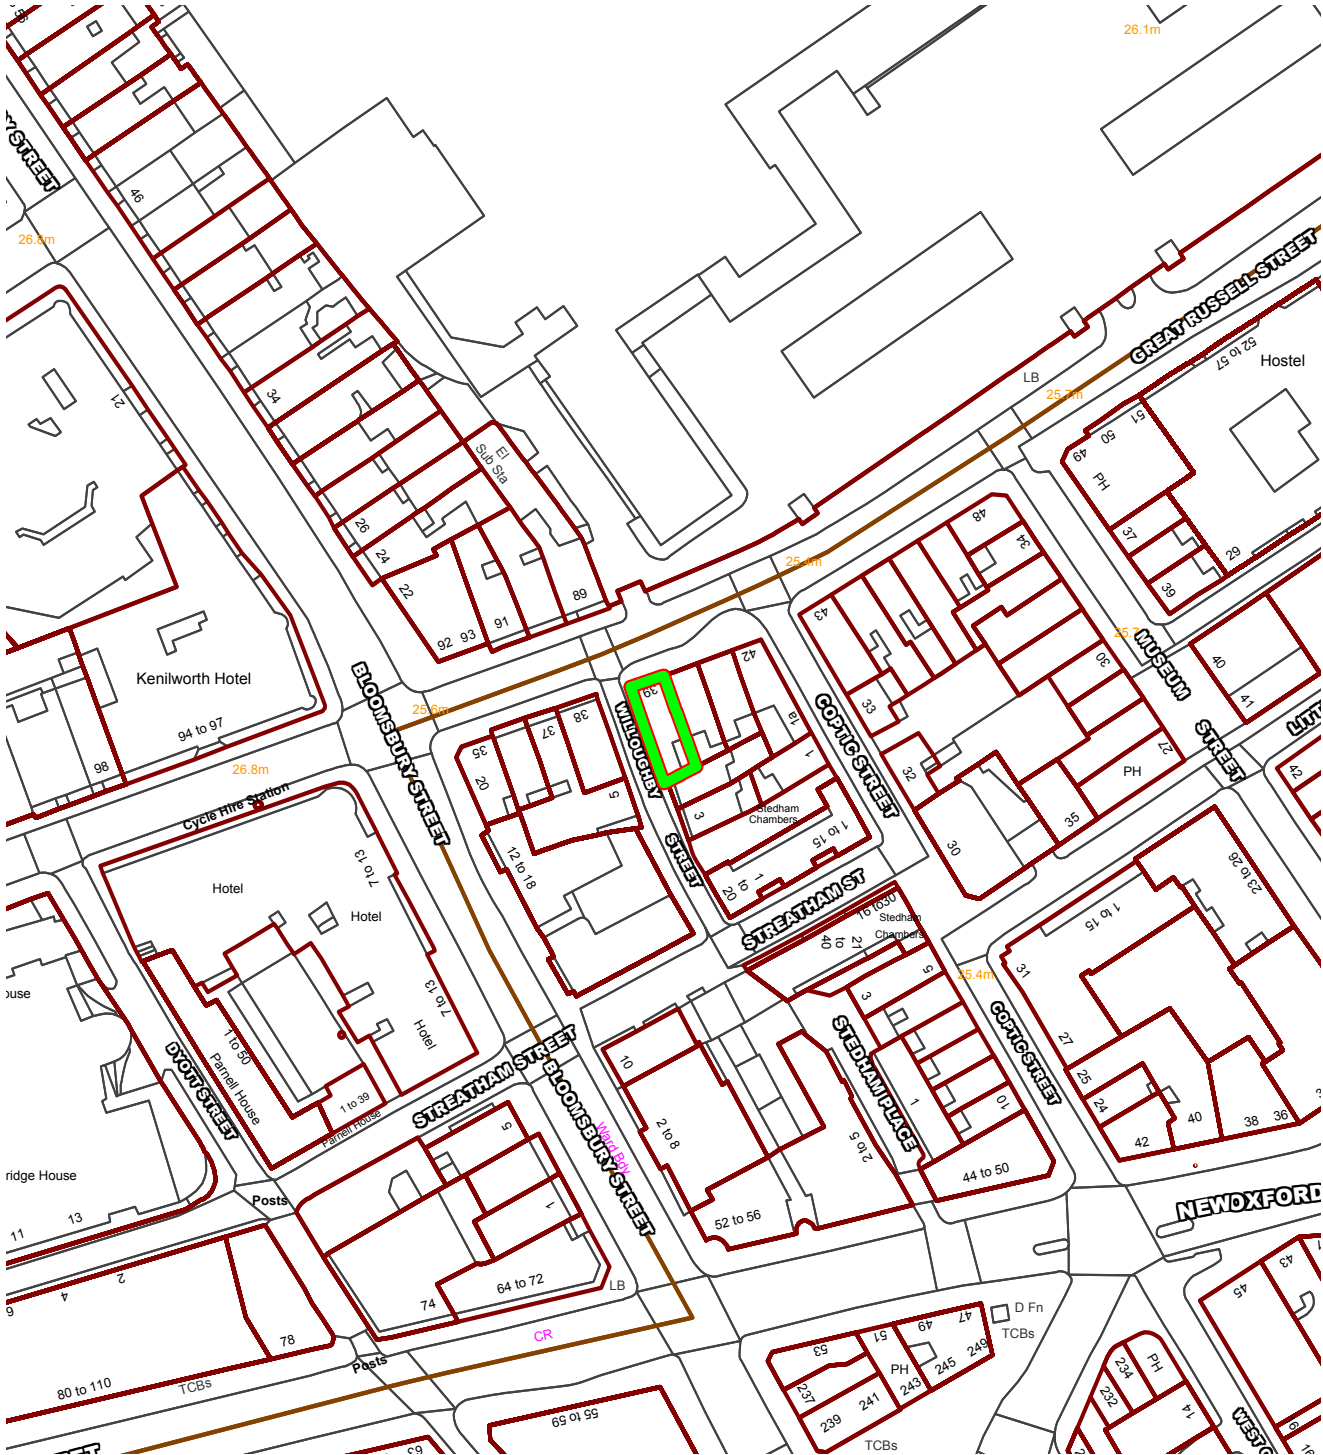 56
26.1m
Y STREET
46
26.8m
GREAT RUSSELL STREET
52 to 57
Hostel
LB
25.7m
21
34
51
50
49
PH
El
Sub Sta
48
34
37
29
26
24
25.4m
22
89
39
43
92 93
91
25.7
MUSEUM
STREET
40
41
LITT
Kenilworth Hotel
42
39
30
BLOOMSBURY STREET
25.6m
38
37
35
WILLOUGHBY
STREET
COPTIC STREET
33
1a
94 to 97
98
26.8m
20
5
1
32
27
PH
42
Cycle Hire Station
3
Stedham
Chambers
1 to 15
35
30
12 to 18
7 to 13
Hotel
Hotel
1
to
20
STREATHAM ST
16 to 30
Stedham
Chambers
40
to
21
23 to 26
1 to 15
5
25.4m
31
ouse
7 to 13
Hotel
3
STEDHAM PLACE
COPTIC STREET
27
1 to 50
Parnell House
DYOTT STREET
STREATHAM STREET
BLOOMSBURY STREET
10
25
24
1 to 39
Parnell House
2 to 8
Ward Bdy
2 to 5
1
10
40
38
36
42
5
ridge House
Posts
44 to 50
1
NEW OXFORD
11
13
52 to 56
2
4
6
64 to 72
74
LB
43
45
78
CR
D Fn
TCBs
47
49
51
53
249
245
243
PH
241
239
237
Posts
80 to 110
TCBs
234
PH
232
14
WEST C
55 to 59
TCBs
63
6
16
EET